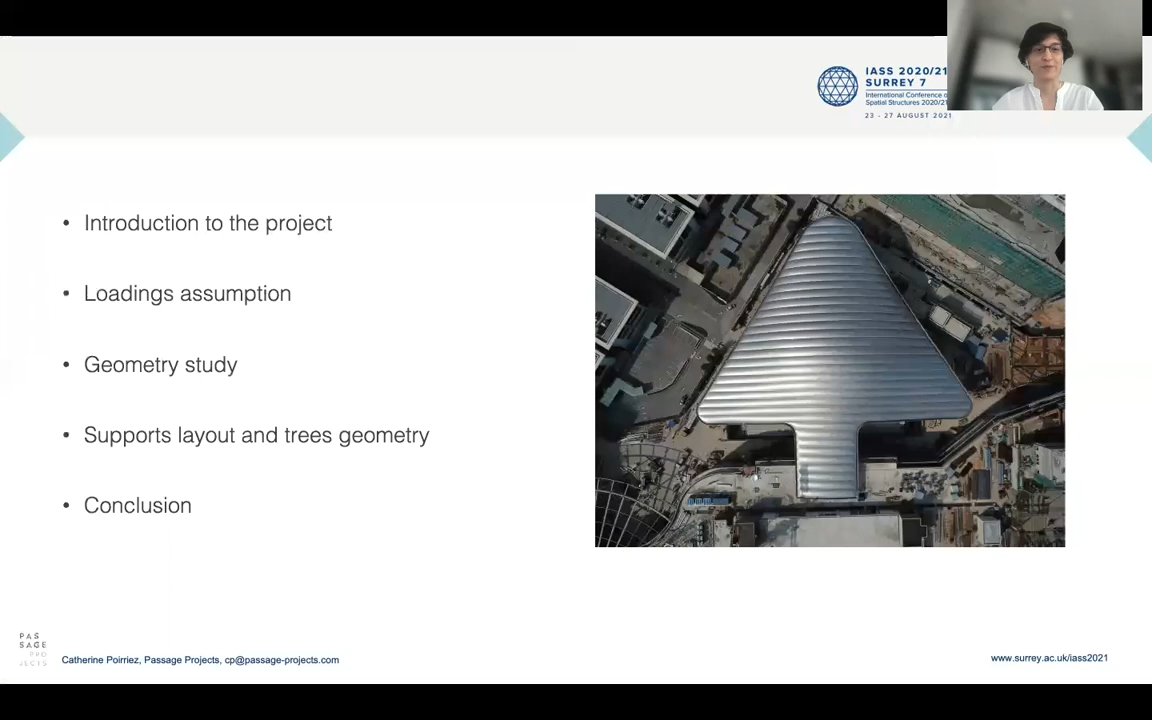 IASS 2020/21
SURREY 7
International Conference o
Spatial Structures 2020/21
23 - 27 AUGUST 2021
• Introduction to the project
• Loadings assumption
• Geometry study
• Supports layout and trees geometry
• Conclusion
PAS
SAGE
PRO
JECTS
Catherine Poirriez, Passage Projects, cp@passage-projects.com
www.surrey.ac.uk/iass2021